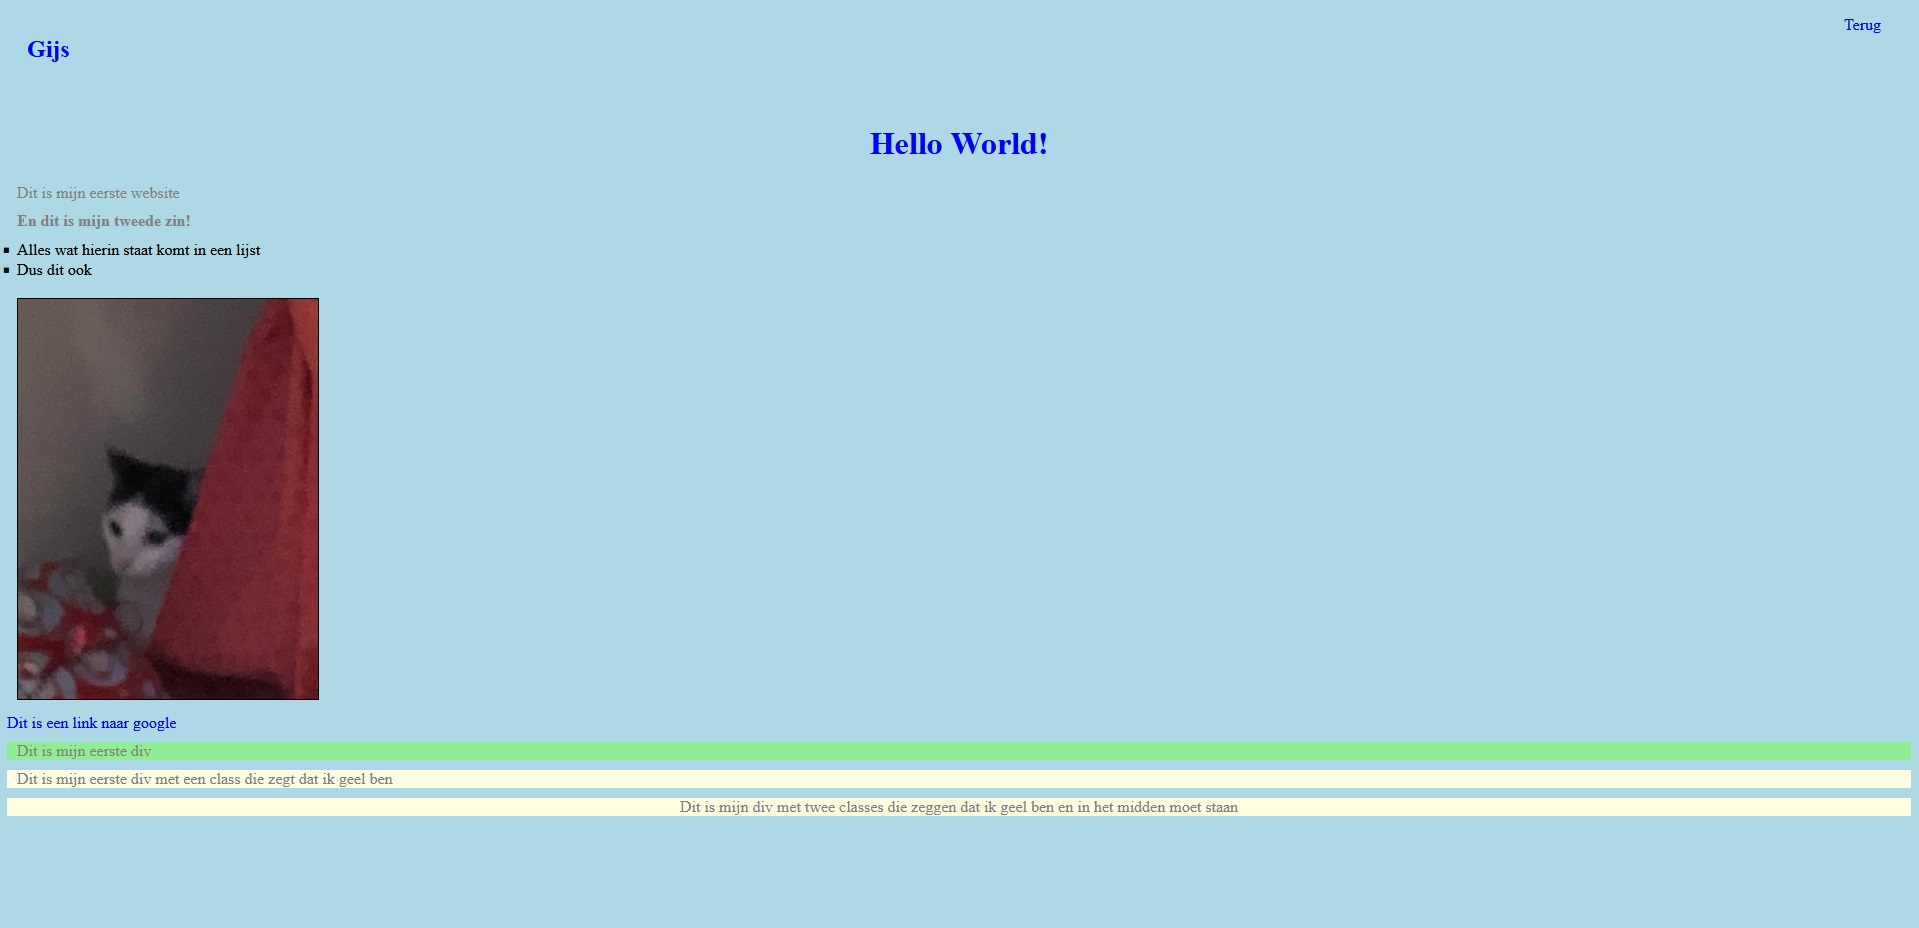 Terug
Gijs
Hello World!
Dit is mijn eerste website
En dit is mijn tweede zin!
Alles wat hierin staat komt in een lijst
Dus dit ook
Dit is een link naar google
Dit is mijn eerste div
Dit is mijn eerste div met een class die zegt dat ik geel ben
Dit is mijn div met twee classes die zeggen dat ik geel ben en in het midden moet staan